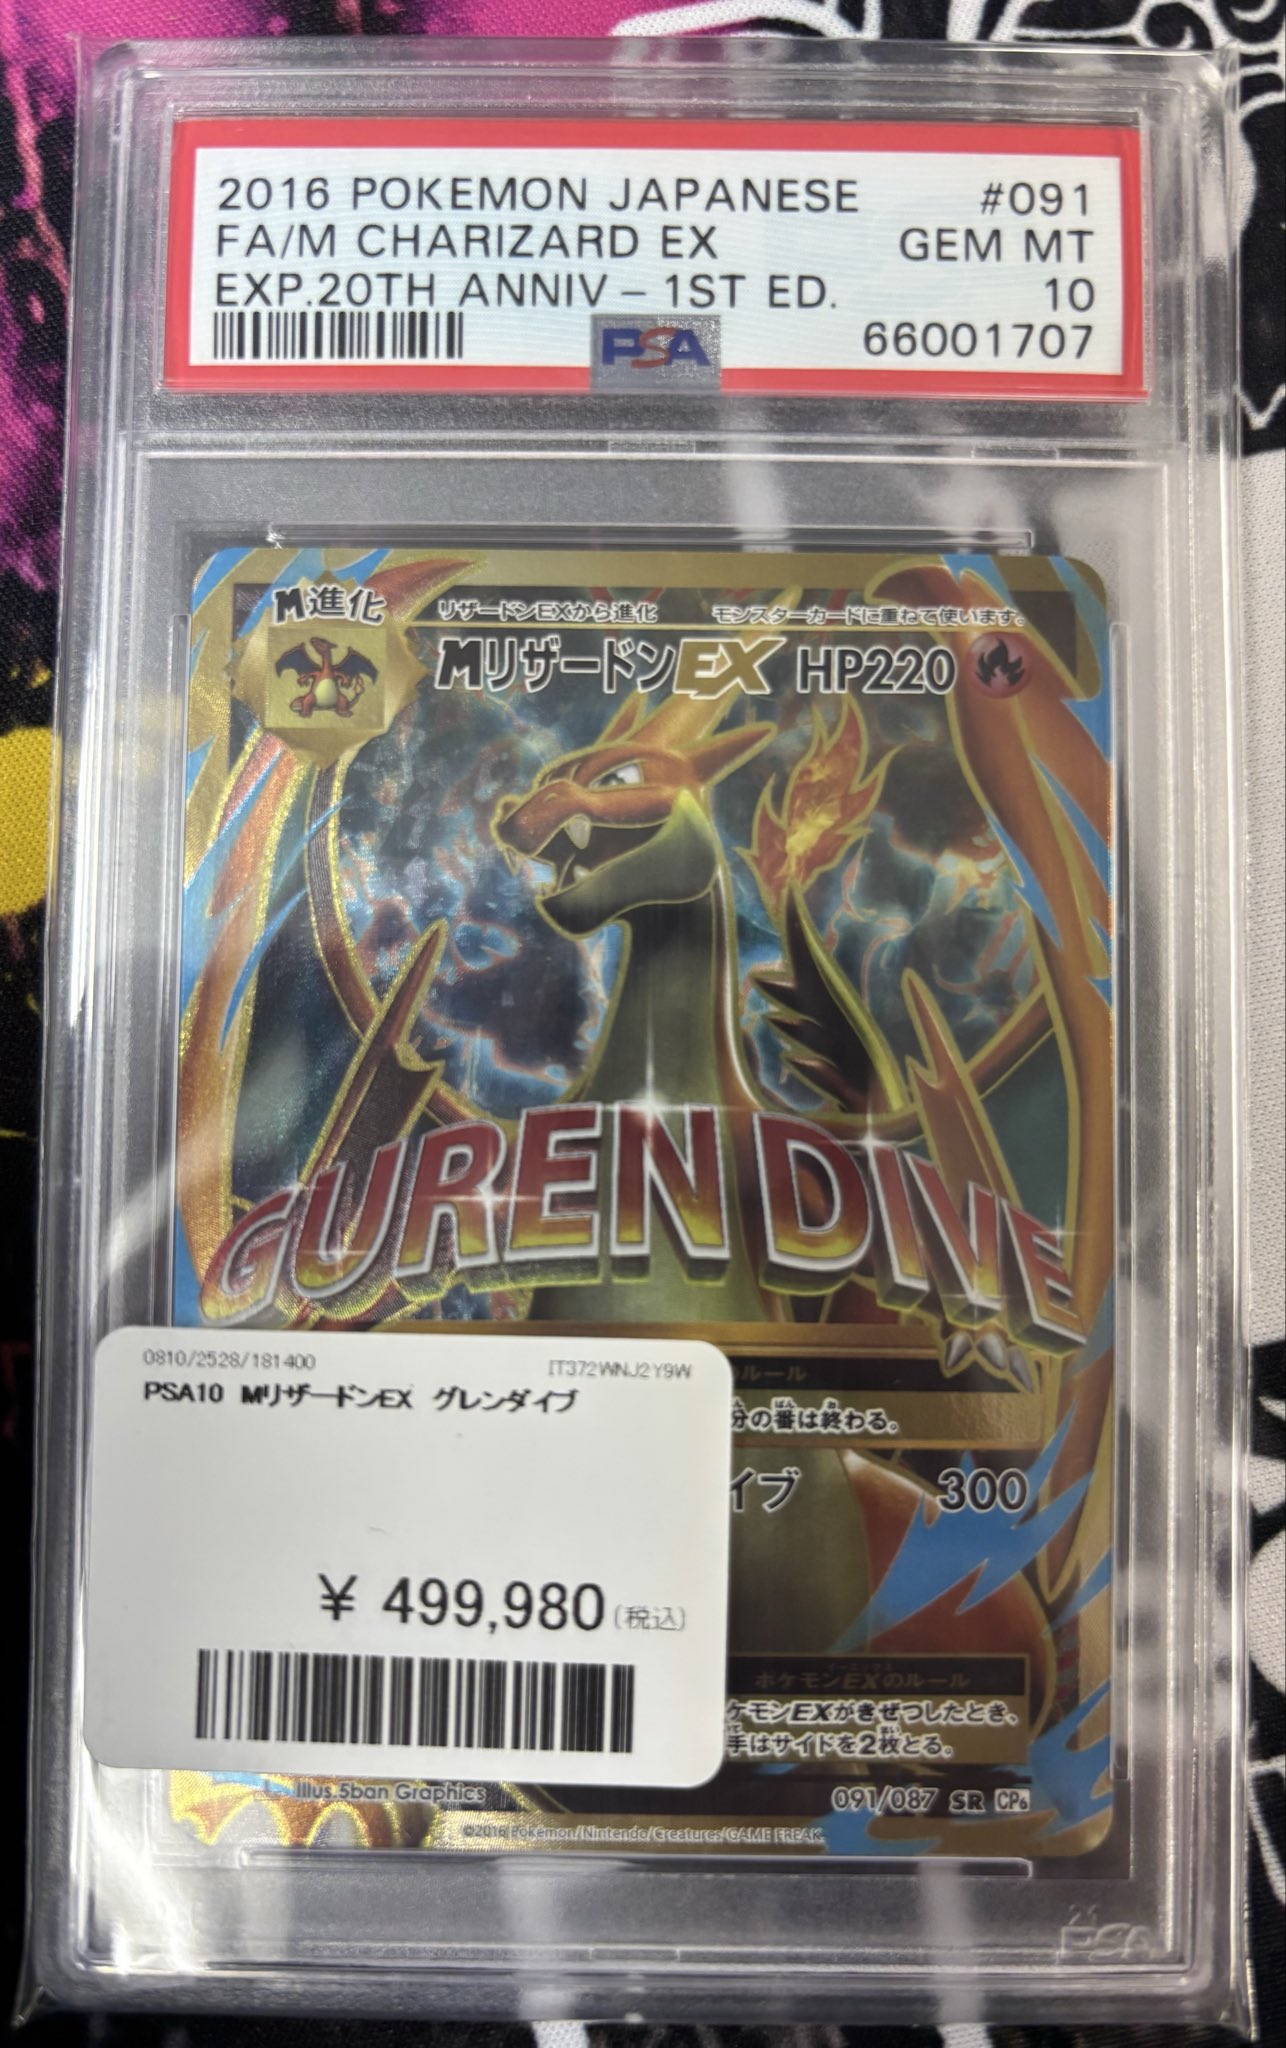 2016 POKEMON JAPANESE #091
FA/M CHARIZARD EX GEM MT
EXP.20TH ANNIV – 1ST ED. 10
PSA 66001707
M進化
リザードンEXから進化 モンスターカードに重ねて使います。
MリザードンEX HP220
GUREN DIVE
0810/2528/181400 IT372WNJ2Y9W
PSA10 MリザードンEX グレンダイブ
¥ 499,980(税込)
のルール
分の番は終わる。
イブ 300
ポケモンEXのルール
ケモンEXがきぜつしたとき、
手はサイドを2枚とる。
Illus.5ban Graphics 091/087 SR CP6
©2016 Pokémon/Nintendo/Creatures/GAME FREAK.
PSA